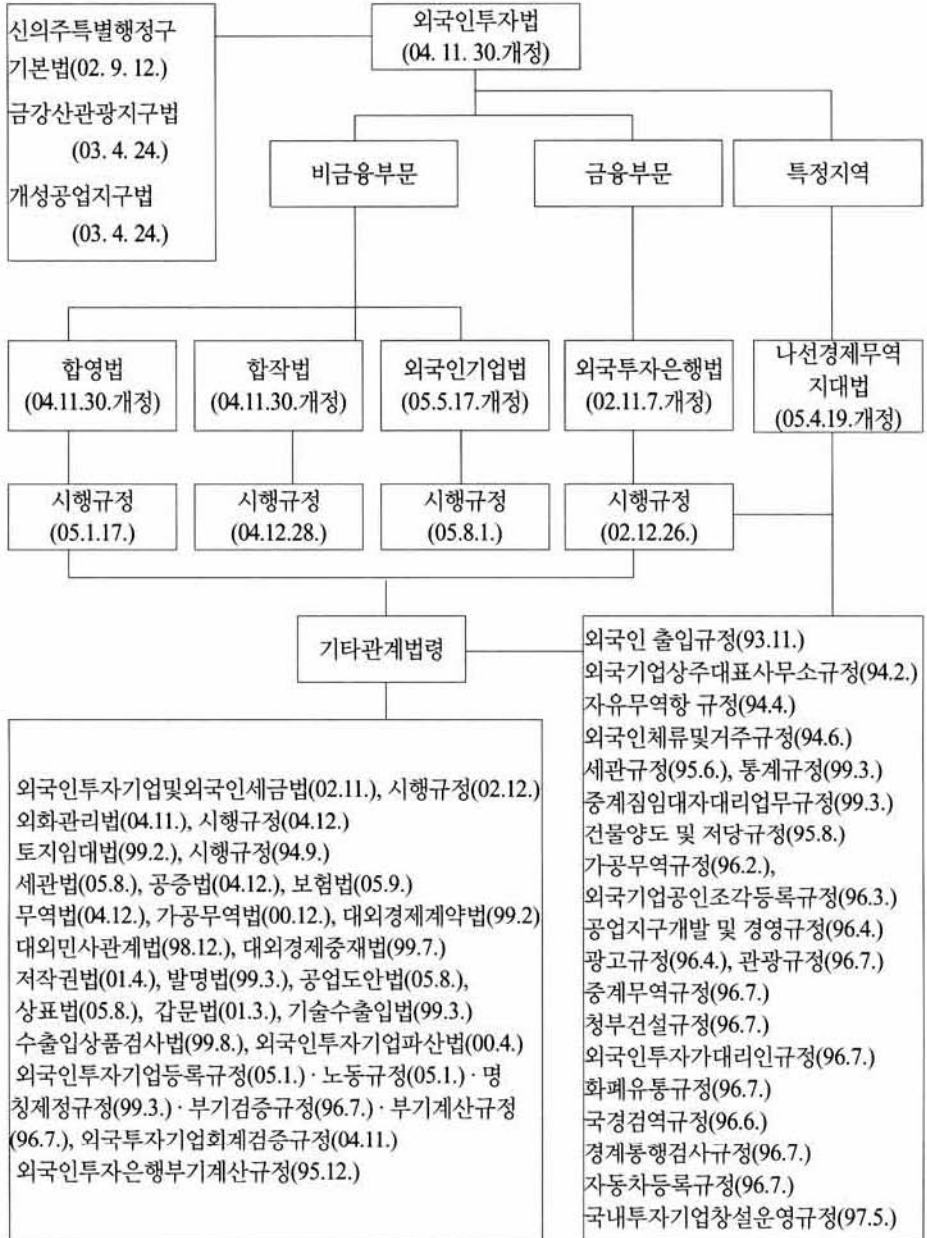 신의주특별행정구
기본법(02. 9. 12.)
금강산관광지구법
(03. 4. 24.)
개성공업지구법
(03. 4. 24.)
외국인투자법
(04. 11. 30.개정)
비금융부문
금융부문
특정지역
합영법
(04.11.30.개정)
합작법
(04.11.30.개정)
외국인기업법
(05.5.17.개정)
외국투자은행법
(02.11.7.개정)
나선경제무역
지대법
(05.4.19.개정)
시행규정
(05.1.17.)
시행규정
(04.12.28.)
시행규정
(05.8.1.)
시행규정
(02.12.26.)
기타관계법령
외국인투자기업및외국인세금법(02.11.), 시행규정(02.12.)
외화관리법(04.11.), 시행규정(04.12.)
토지임대법(99.2.), 시행규정(94.9.)
세관법(05.8.), 공증법(04.12.), 보험법(05.9.)
무역법(04.12.), 가공무역법(00.12.), 대외경제계약법(99.2)
대외민사관계법(98.12.), 대외경제중재법(99.7.)
저작권법(01.4.), 발명법(99.3.), 공업도안법(05.8.),
상표법(05.8.), 갑문법(01.3.), 기술수출입법(99.3.)
수출입상품검사법(99.8.), 외국인투자기업파산법(00.4.)
외국인투자기업등록규정(05.1.) · 노동규정(05.1.) · 명
칭제정규정(99.3.) · 부기검증규정(96.7.) · 부기계산규정
(96.7.), 외국투자기업회계검증규정(04.11.)
외국인투자은행부기계산규정(95.12.)
외국인 출입규정(93.11.)
외국기업상주대표사무소규정(94.2.)
자유무역항 규정(94.4.)
외국인체류및거주규정(94.6.)
세관규정(95.6.), 통계규정(99.3.)
중계짐임대자대리업무규정(99.3.)
건물양도 및 저당규정(95.8.)
가공무역규정(96.2.),
외국기업공인조각등록규정(96.3.)
공업지구개발 및 경영규정(96.4.)
광고규정(96.4.), 관광규정(96.7.)
중계무역규정(96.7.)
청부건설규정(96.7.)
외국인투자가대리인규정(96.7.)
화폐유통규정(96.7.)
국경검역규정(96.6.)
경계통행검사규정(96.7.)
자동차등록규정(96.7.)
국내투자기업창설운영규정(97.5.)